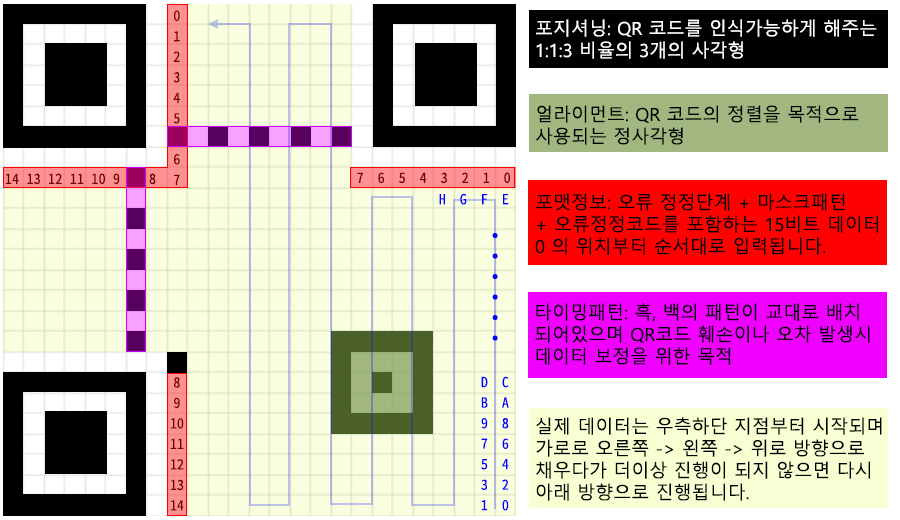 0
1
2
3
4
5
6
14 13 12 11 10 9 8 7
7 6 5 4 3 2 1 0
H G F E
D C
B A
9 8
7 6
5 4
3 2
1 0
8
9
10
11
12
13
14
포지셔닝: QR 코드를 인식가능하게 해주는
1:1:3 비율의 3개의 사각형
얼라이먼트: QR 코드의 정렬을 목적으로
사용되는 정사각형
포맷정보: 오류 정정단계 + 마스크패턴
+ 오류정정코드를 포함하는 15비트 데이터
0 의 위치부터 순서대로 입력됩니다.
타이밍패턴: 흑, 백의 패턴이 교대로 배치
되어있으며 QR코드 훼손이나 오차 발생시
데이터 보정을 위한 목적
실제 데이터는 우측하단 지점부터 시작되며
가로로 오른쪽 -> 왼쪽 -> 위로 방향으로
채우다가 더이상 진행이 되지 않으면 다시
아래 방향으로 진행됩니다.